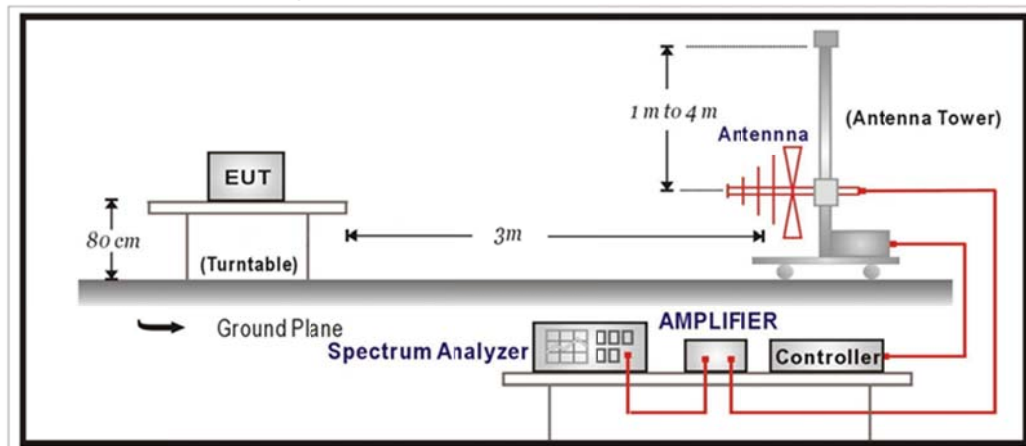 1 m to 4 m
(Antenna Tower)
Antennna
EUT
80 cm
3m
(Turntable)
Ground Plane
AMPLIFIER
Spectrum Analyzer
Controller